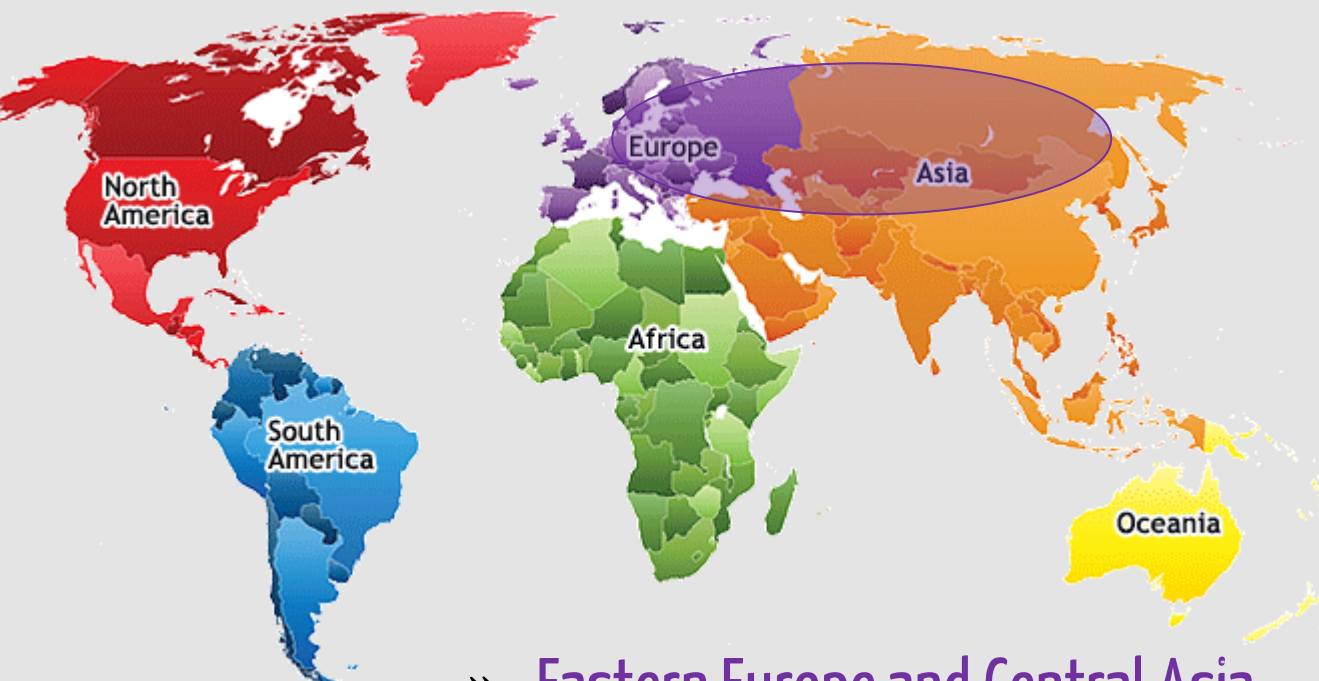 Europe
Asia
North
America
Africa
South
America
Oceania
» Eastern Europe and Central Asia